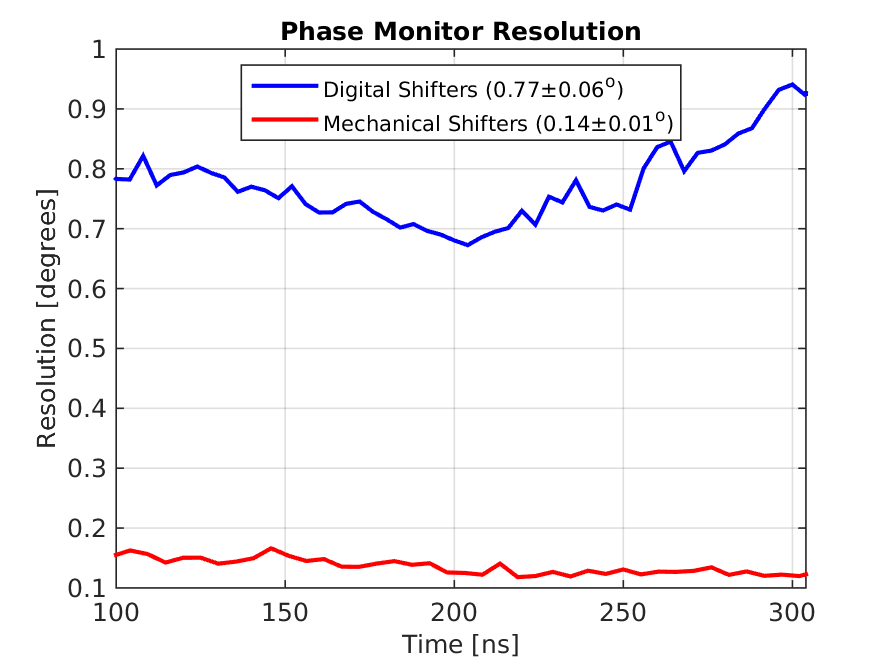 Phase Monitor Resolution
Digital Shifters (0.77±0.06°)
Mechanical Shifters (0.14±0.01°)
Resolution [degrees]
1
0.9
0.8
0.7
0.6
0.5
0.4
0.3
0.2
0.1
100 150 200 250 300
Time [ns]